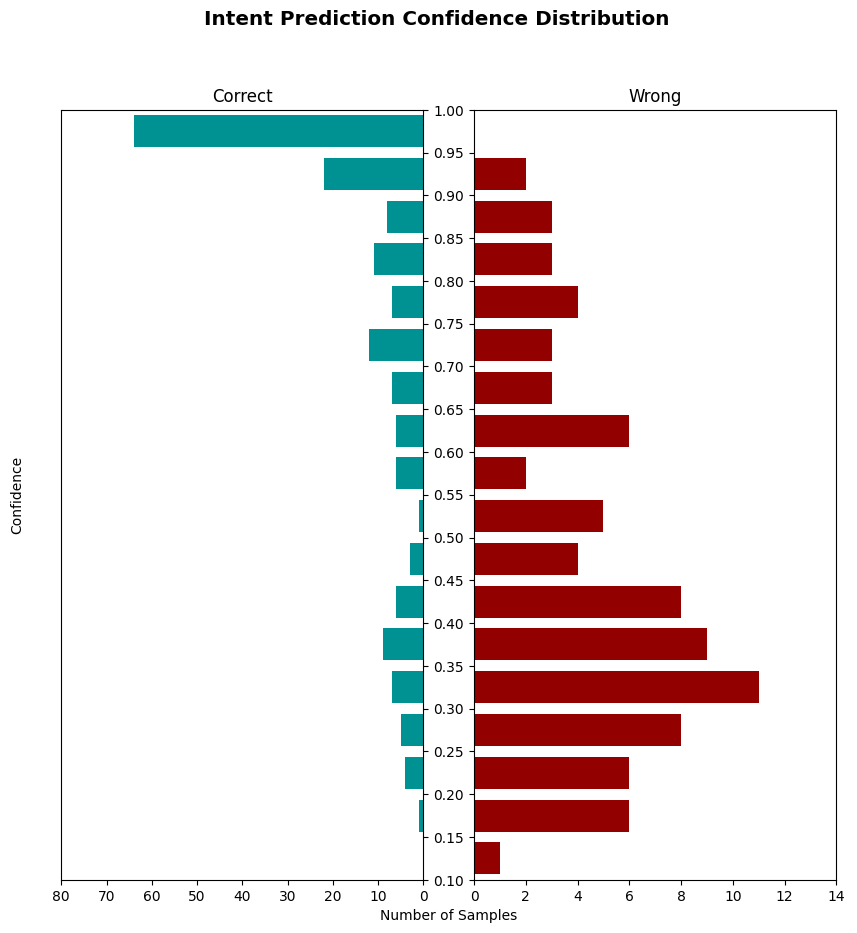 Intent Prediction Confidence Distribution
Correct
Wrong
Confidence
1.00
0.95
0.90
0.85
0.80
0.75
0.70
0.65
0.60
0.55
0.50
0.45
0.40
0.35
0.30
0.25
0.20
0.15
0.10
80 70 60 50 40 30 20 10 0
0 2 4 6 8 10 12 14
Number of Samples